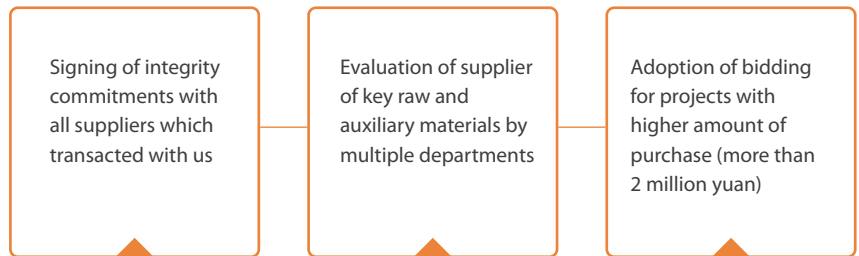 Signing of integrity
commitments with
all suppliers which
transacted with us
Evaluation of supplier
of key raw and
auxiliary materials by
multiple departments
Adoption of bidding
for projects with
higher amount of
purchase (more than
2 million yuan)